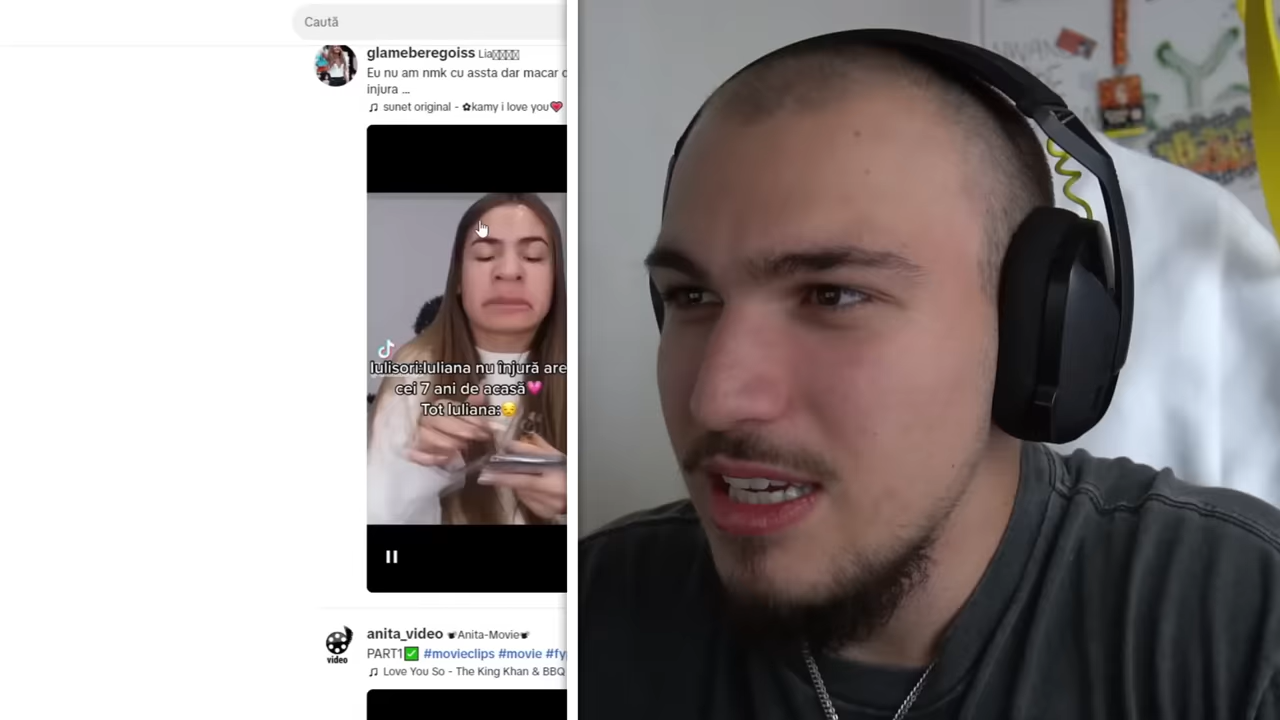 Caută
glameberegoiss Lia
Eu nu am nmk cu assta dar macar
injura ...
sunet original - ✿kamy i love you❤️
Iulisori:Iuliana nu înjură are
cei 7 ani de acasă💗
Tot Iuliana:😒
anita_video Anita-Movie
video
PART1✅ #movieclips #movie #fy
Love You So - The King Khan & BBQ